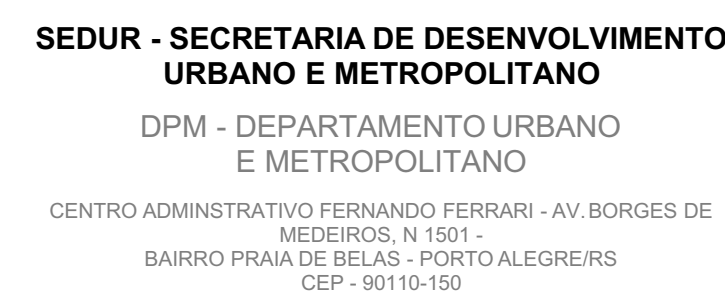 SEDUR - SECRETARIA DE DESENVOLVIMENTO
URBANO E METROPOLITANO
DPM - DEPARTAMENTO URBANO
E METROPOLITANO
CENTRO ADMINSTRATIVO FERNANDO FERRARI - AV. BORGES DE
MEDEIROS, N 1501 -
BAIRRO PRAIA DE BELAS - PORTO ALEGRE/RS
CEP - 90110-150